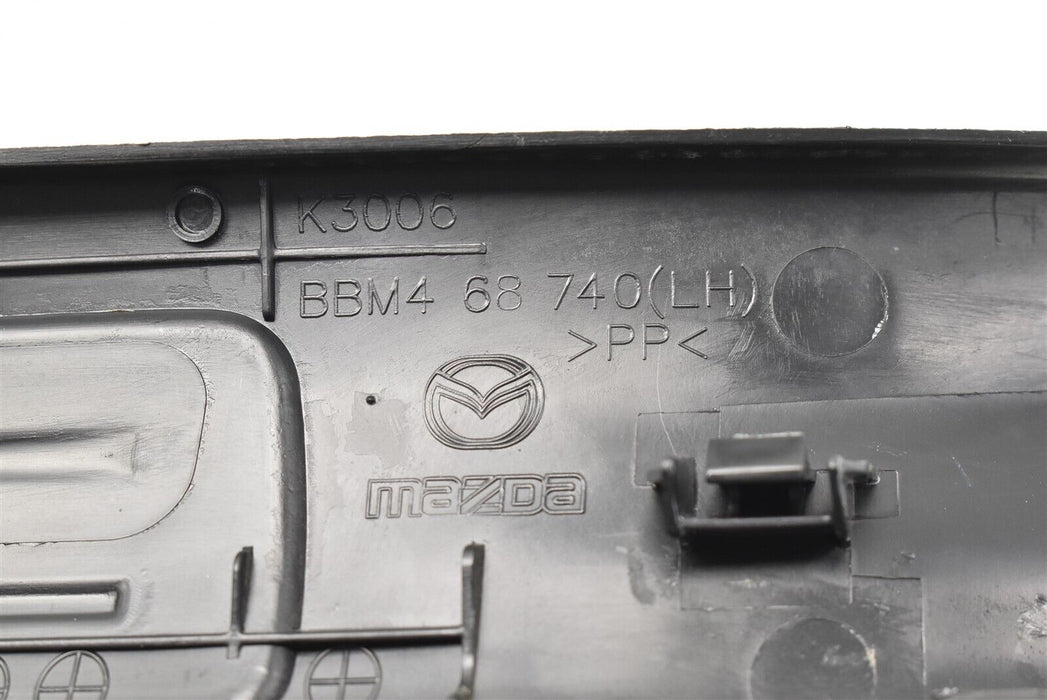 K3006
BBM4 68 740(LH)
>PP<
mazda